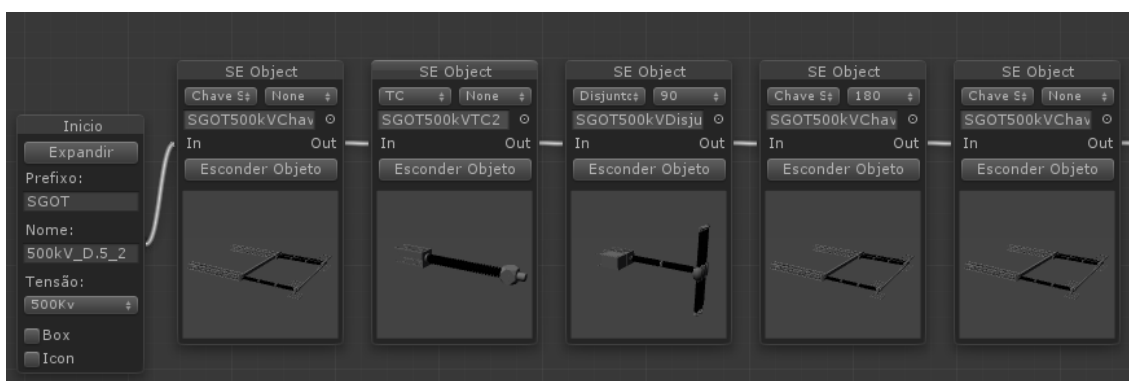 Inicio
Expandir
Prefixo:
SGOT
Nome:
500kV_D.5_2
Tensão:
500Kv
Box
Icon
SE Object
Chave S None
SGOT500kVChav
In Out
Esconder Objeto
SE Object
TC None
SGOT500kVTC2
In Out
Esconder Objeto
SE Object
Disjuntc 90
SGOT500kVDisju
In Out
Esconder Objeto
SE Object
Chave S 180
SGOT500kVChav
In Out
Esconder Objeto
SE Object
Chave S None
SGOT500kVChav
In Out
Esconder Objeto